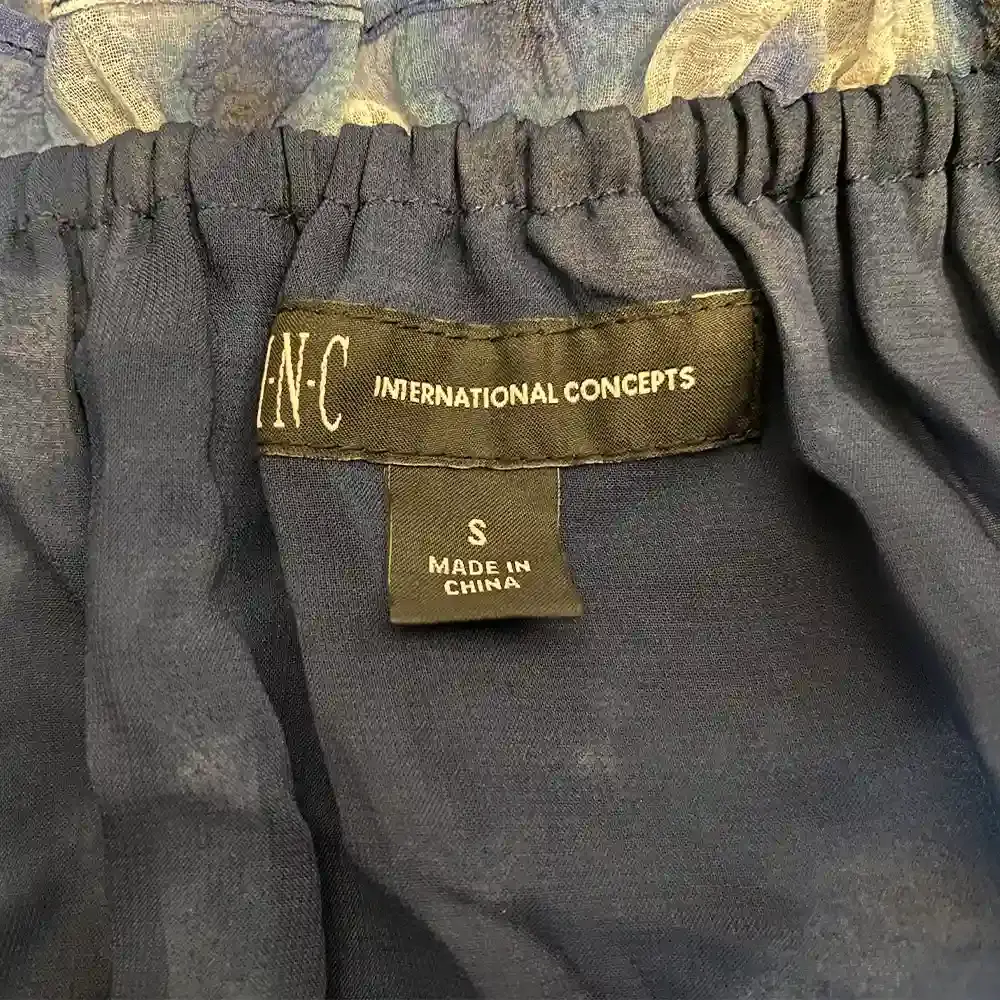 I·N·C INTERNATIONAL CONCEPTS
S
MADE IN
CHINA